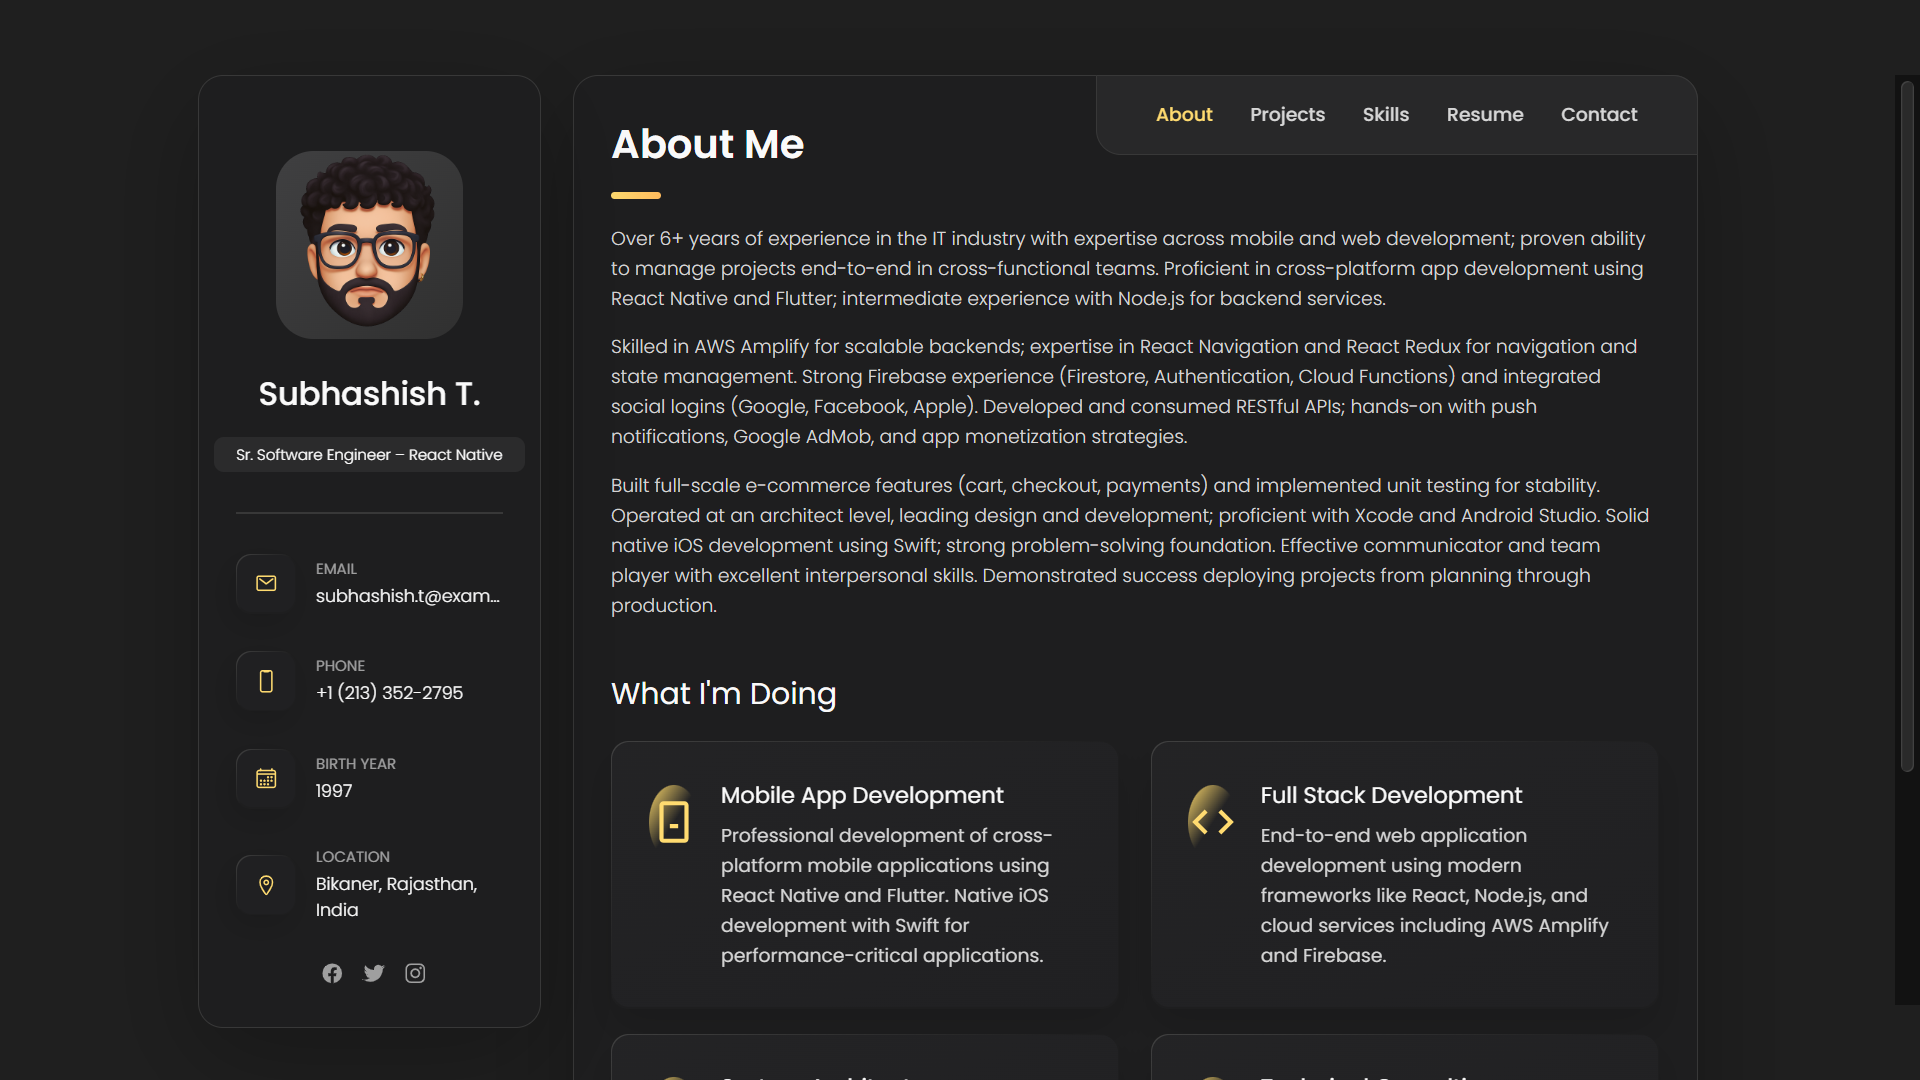 Subhashish T.
Sr. Software Engineer – React Native
EMAIL
subhashish.t@exam...
PHONE
+1 (213) 352-2795
BIRTH YEAR
1997
LOCATION
Bikaner, Rajasthan,
India
About Projects Skills Resume Contact
About Me
Over 6+ years of experience in the IT industry with expertise across mobile and web development; proven ability
to manage projects end-to-end in cross-functional teams. Proficient in cross-platform app development using
React Native and Flutter; intermediate experience with Node.js for backend services.
Skilled in AWS Amplify for scalable backends; expertise in React Navigation and React Redux for navigation and
state management. Strong Firebase experience (Firestore, Authentication, Cloud Functions) and integrated
social logins (Google, Facebook, Apple). Developed and consumed RESTful APIs; hands-on with push
notifications, Google AdMob, and app monetization strategies.
Built full-scale e-commerce features (cart, checkout, payments) and implemented unit testing for stability.
Operated at an architect level, leading design and development; proficient with Xcode and Android Studio. Solid
native iOS development using Swift; strong problem-solving foundation. Effective communicator and team
player with excellent interpersonal skills. Demonstrated success deploying projects from planning through
production.
What I'm Doing
Mobile App Development
Professional development of cross-
platform mobile applications using
React Native and Flutter. Native iOS
development with Swift for
performance-critical applications.
Full Stack Development
End-to-end web application
development using modern
frameworks like React, Node.js, and
cloud services including AWS Amplify
and Firebase.